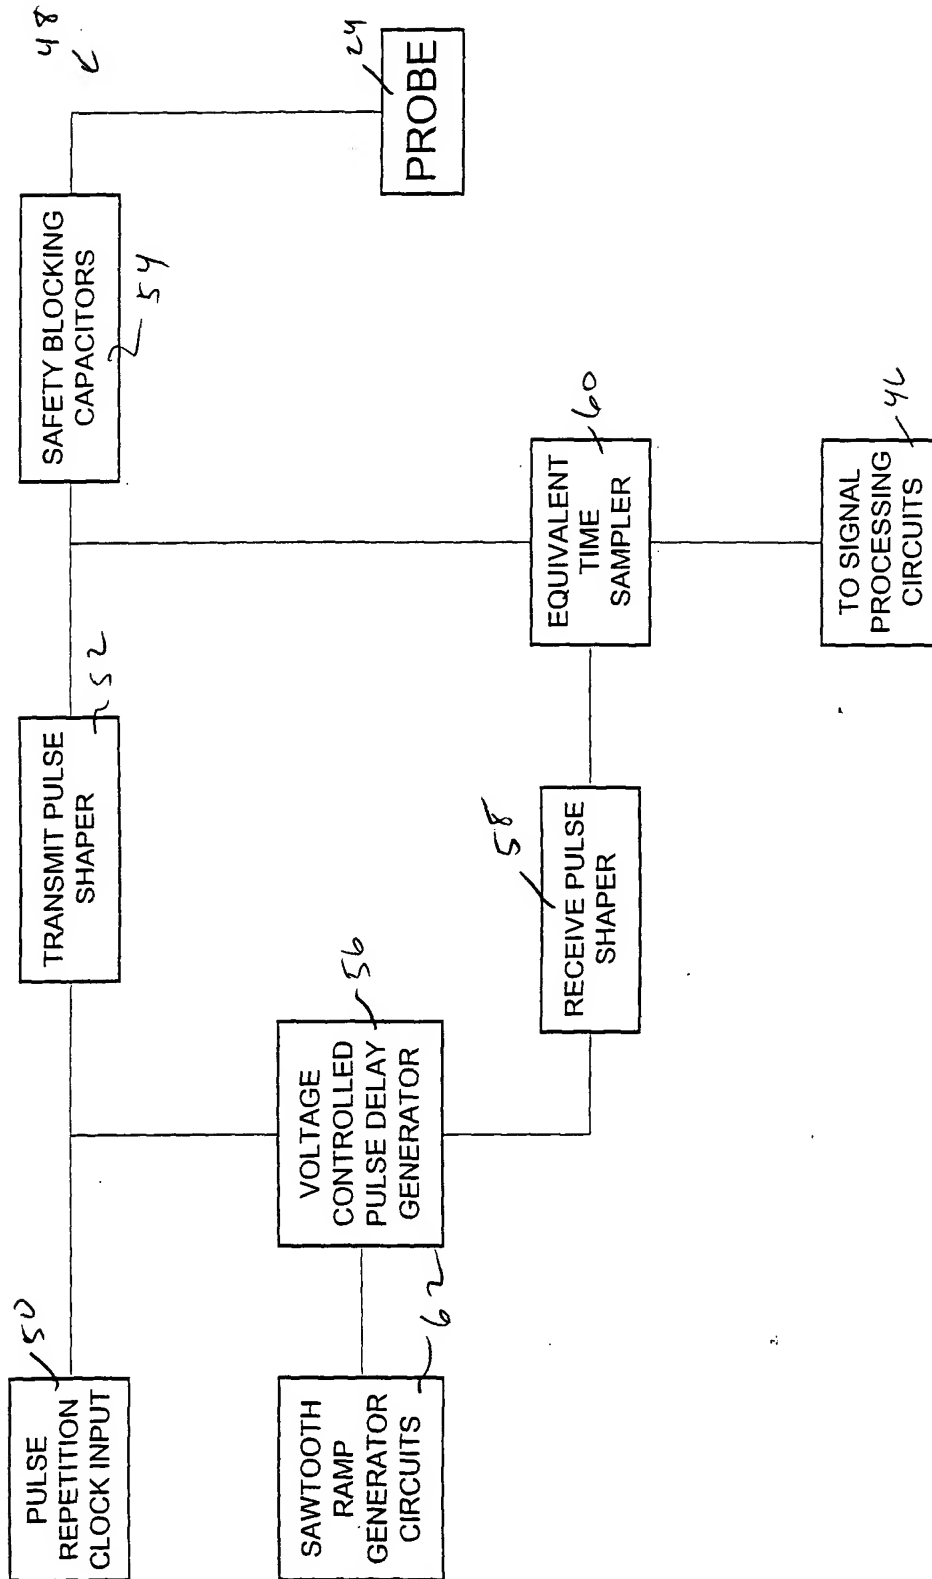 48
PULSE
REPETITION
CLOCK INPUT
50
TRANSMIT PULSE
SHAPER
52
SAFETY BLOCKING
CAPACITORS
54
PROBE
24
SAWTOOTH
RAMP
GENERATOR
CIRCUITS
62
VOLTAGE
CONTROLLED
PULSE DELAY
GENERATOR
56
RECEIVE PULSE
SHAPER
58
EQUIVALENT
TIME
SAMPLER
60
TO SIGNAL
PROCESSING
CIRCUITS